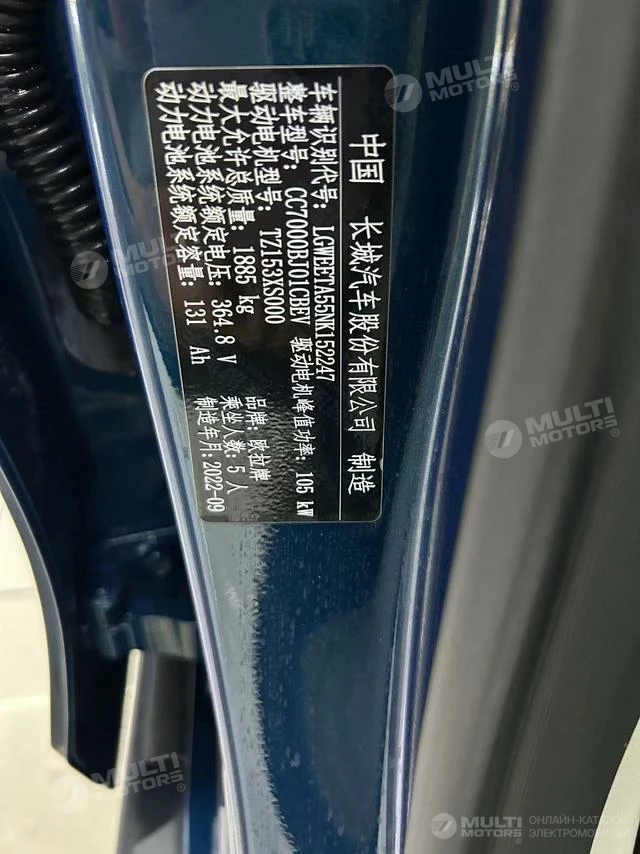 中国 长城汽车股份有限公司 制造
车辆识别代号: LGWEETA55NK152247
整车型号: CC7000BJ01CBEV 驱动电机峰值功率: 105 kW
驱动电机型号: TZ153XS000
最大允许总质量: 1885 kg 品牌: 欧拉牌
动力电池系统额定电压: 364.8 V 乘坐人数: 5 人
动力电池系统额定容量: 131 Ah 制造年月: 2022-09
MULTI MOTORS®
MULTI MOTORS®
MULTI MOTORS®
MULTI MOTORS®
MULTI MOTORS® ОНЛАЙН-КАТАЛОГ ЭЛЕКТРОМОБИЛЕЙ